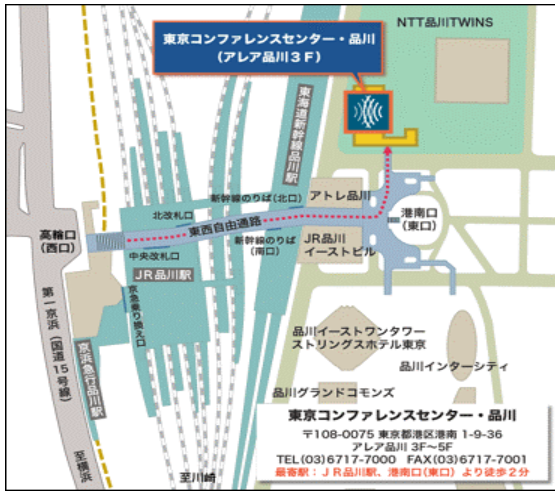 NTT品川TWINS
東京コンファレンスセンター・品川
(アレア品川3F)
東海道新幹線品川駅
新幹線のりば(北口)
アトレ品川
北改札口
東西自由通路
港南口
(東口)
高輪口
(西口)
中央改札口
新幹線のりば
(南口)
JR品川
イーストビル
JR品川駅
京急乗り換え口
第一京浜(国道15号線)
京浜急行品川駅
品川イーストワンタワー
ストリングスホテル東京
品川インターシティ
品川グランドコモンズ
至横浜
至川崎
東京コンファレンスセンター・品川
〒108-0075 東京都港区港南 1-9-36
アレア品川 3F〜5F
TEL(03)6717-7000 FAX(03)6717-7001
最寄駅:JR品川駅、港南口(東口)より徒歩2分